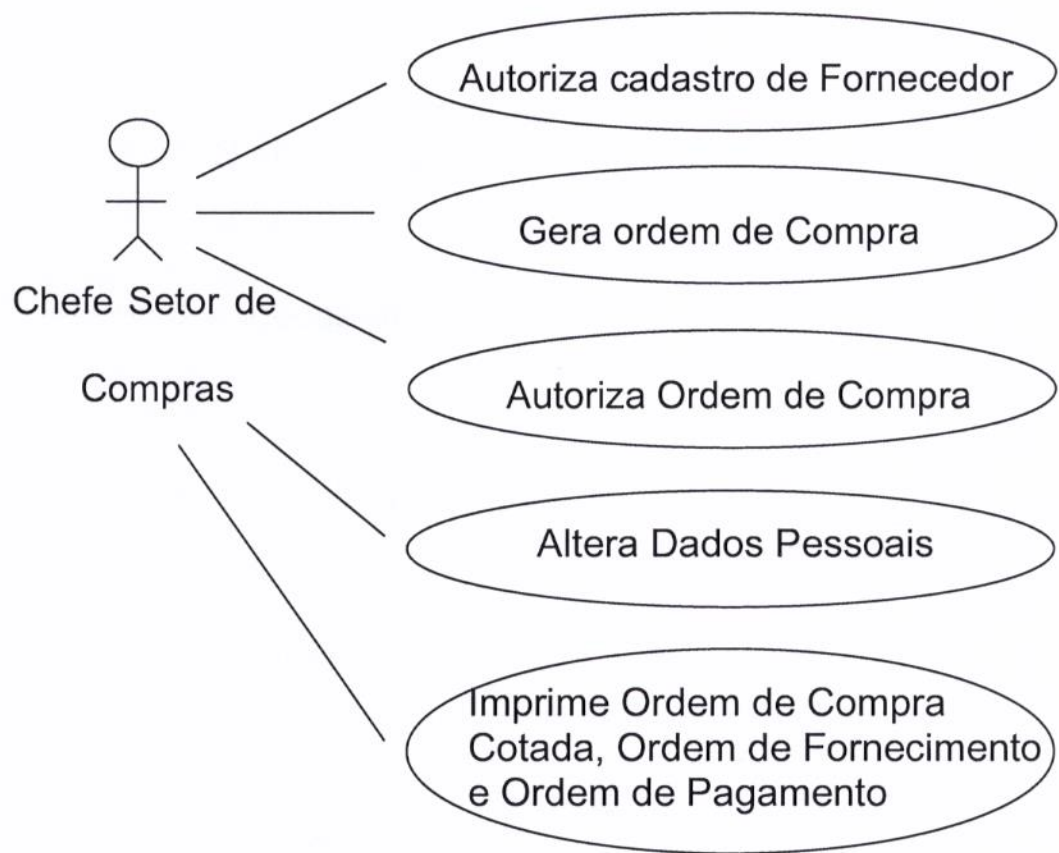 Autoriza cadastro de Fornecedor
Gera ordem de Compra
Chefe Setor de
Compras
Autoriza Ordem de Compra
Altera Dados Pessoais
Imprime Ordem de Compra
Cotada, Ordem de Fornecimento
e Ordem de Pagamento